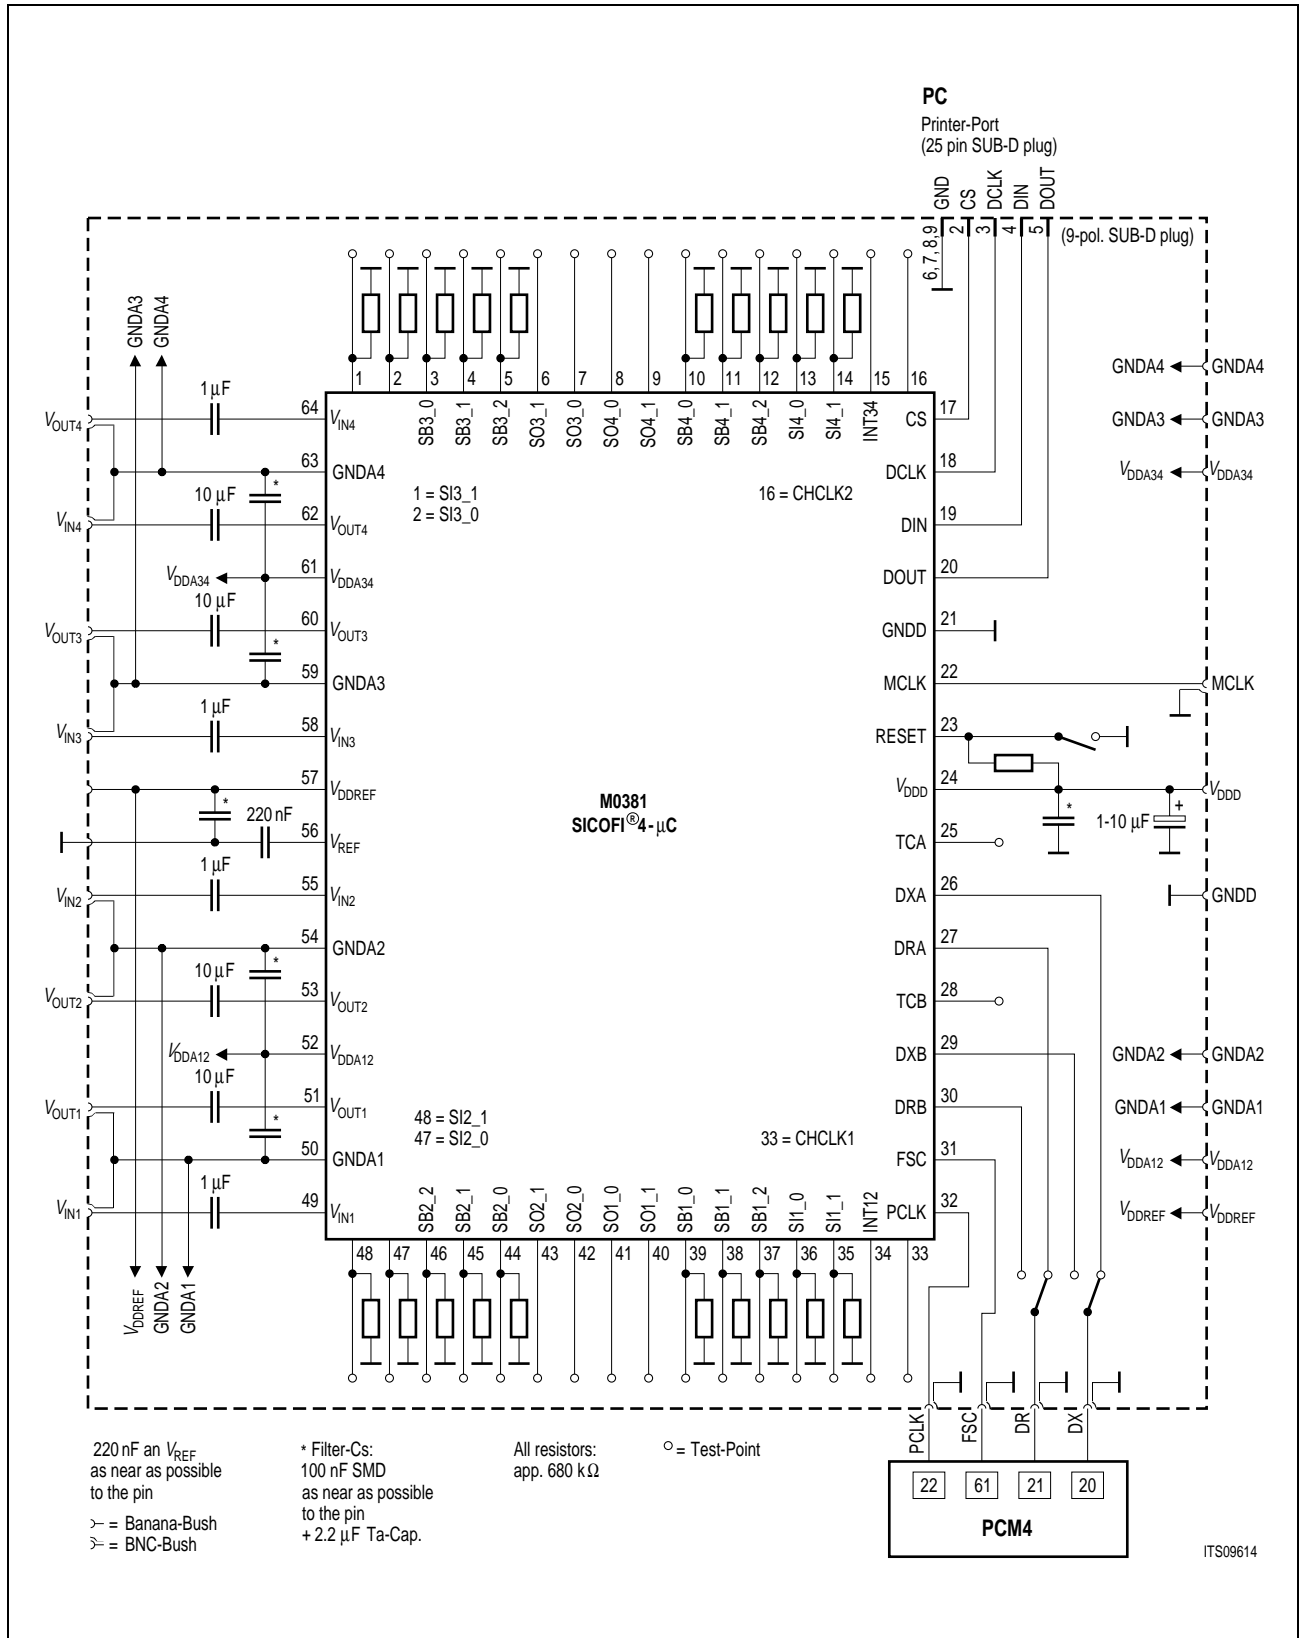 PC
Printer-Port
(25 pin SUB-D plug)
GND
CS
DCLK
DIN
DOUT
6, 7, 8, 9
2
3
4
5
(9-pol. SUB-D plug)
GNDA3
GNDA4
1
2
3
4
5
6
7
8
9
10
11
12
13
14
15
16
SB3_0
SB3_1
SB3_2
SO3_1
SO3_0
SO4_0
SO4_1
SB4_0
SB4_1
SB4_2
SI4_0
SI4_1
INT34
1 = SI3_1
2 = SI3_0
16 = CHCLK2
VOUT4
1 µF
64
VIN4
63
GNDA4
*
VIN4
10 µF
62
VOUT4
VDDA34
61
VDDA34
VOUT3
10 µF
60
VOUT3
*
59
GNDA3
VIN3
1 µF
58
VIN3
57
VDDREF
*
220 nF
56
VREF
VIN2
1 µF
55
VIN2
54
GNDA2
*
VOUT2
10 µF
53
VOUT2
VDDA12
52
VDDA12
VOUT1
10 µF
51
VOUT1
*
50
GNDA1
VIN1
1 µF
49
VIN1
VDDREF
GNDA2
GNDA1
M0381
SICOFI®4-µC
CS
17
DCLK
18
DIN
19
DOUT
20
GNDD
21
MCLK
22
RESET
23
VDDD
24
TCA
25
DXA
26
DRA
27
TCB
28
DXB
29
DRB
30
FSC
31
PCLK
32
GNDA4
GNDA4
GNDA3
GNDA3
VDDA34
VDDA34
MCLK
VDDD
*
1-10 µF
+
GNDD
GNDA2
GNDA2
GNDA1
GNDA1
VDDA12
VDDA12
VDDREF
VDDREF
48 = SI2_1
47 = SI2_0
33 = CHCLK1
SB2_2
SB2_1
SB2_0
SO2_1
SO2_0
SO1_0
SO1_1
SB1_0
SB1_1
SB1_2
SI1_0
SI1_1
INT12
48
47
46
45
44
43
42
41
40
39
38
37
36
35
34
33
PCLK
FSC
DR
DX
22
61
21
20
PCM4
220 nF an VREF
as near as possible
to the pin
= Banana-Bush
= BNC-Bush
* Filter-Cs:
100 nF SMD
as near as possible
to the pin
+ 2.2 µF Ta-Cap.
All resistors:
app. 680 kΩ
= Test-Point
ITS09614